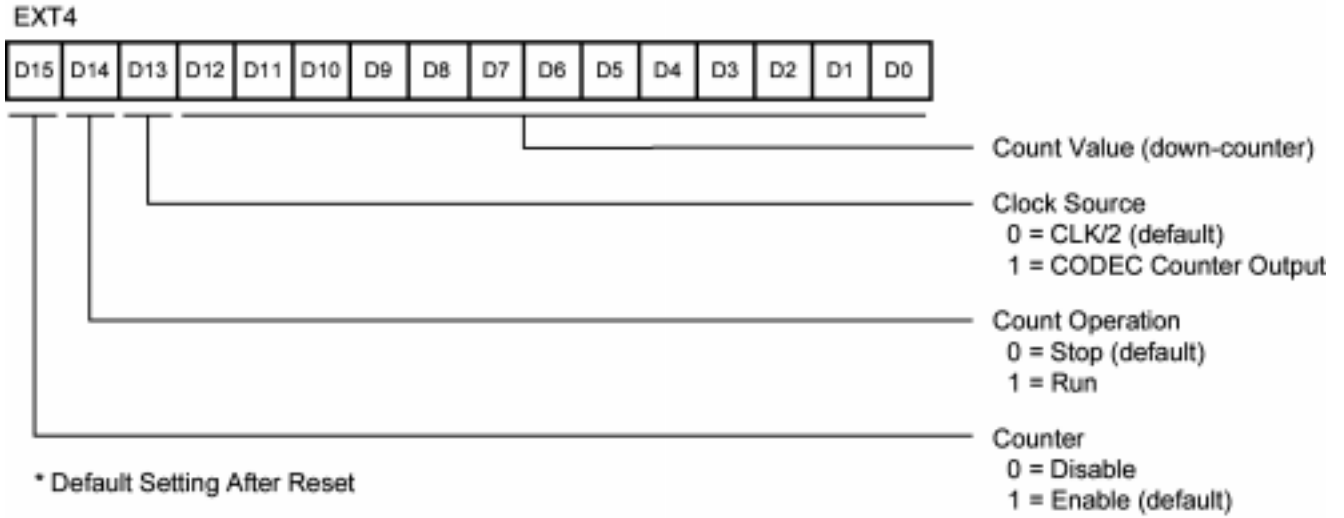 EXT4
D15 D14 D13 D12 D11 D10 D9 D8 D7 D6 D5 D4 D3 D2 D1 D0
Count Value (down-counter)
Clock Source
0 = CLK/2 (default)
1 = CODEC Counter Output
Count Operation
0 = Stop (default)
1 = Run
Counter
0 = Disable
1 = Enable (default)
* Default Setting After Reset